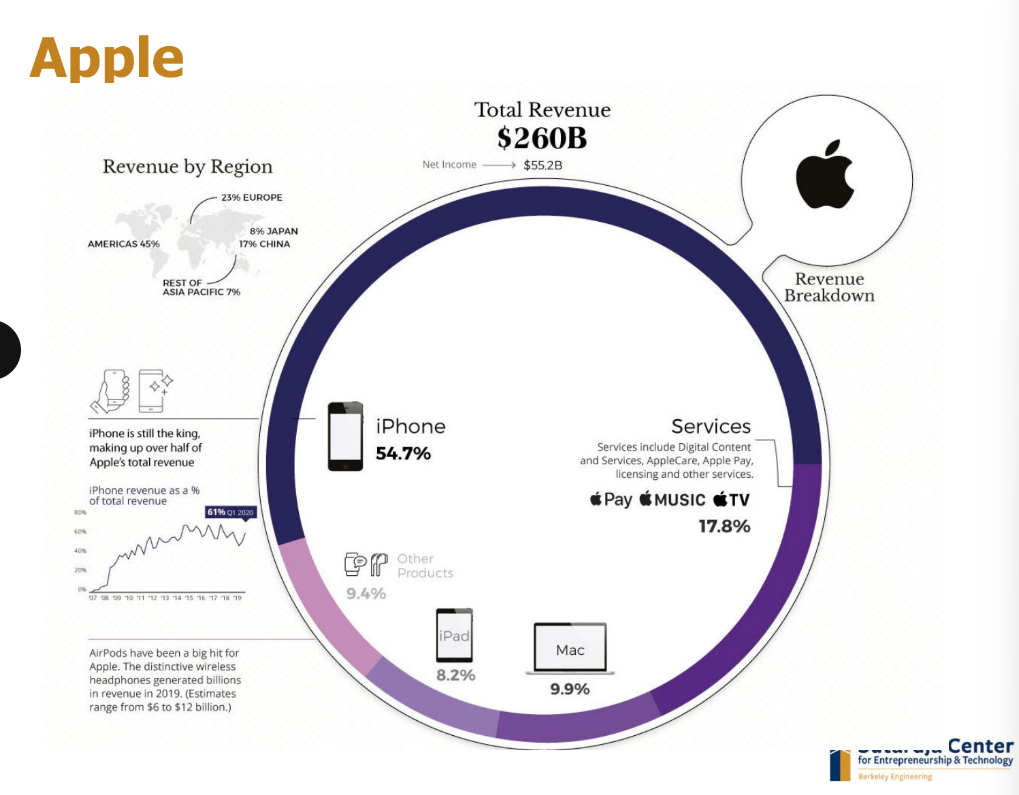 Apple
Total Revenue
$260B
Net Income
$55.2B
Revenue by Region
23% EUROPE
8% JAPAN
AMERICAS 45%
17% CHINA
REST OF
ASIA PACIFIC 7%
Revenue
Breakdown
iPhone is still the king,
making up over half of
Apple's total revenue
iPhone
54.7%
Services
Services include Digital Content
and Services, AppleCare, Apple Pay,
licensing and other services.
Pay MUSIC TV
17.8%
iPhone revenue as a %
of total revenue
61% Q1 2020
80%
60%
40%
20%
0%
'07 '08 '09 '10 '11 '12 '13 '14 '15 '16 '17 '18 '19
Other
Products
9.4%
iPad
8.2%
Mac
9.9%
AirPods have been a big hit for
Apple. The distinctive wireless
headphones generated billions
in revenue in 2019. (Estimates
range from $6 to $12 billion.)
Center
for Entrepreneurship & Technology
Berkeley Engineering